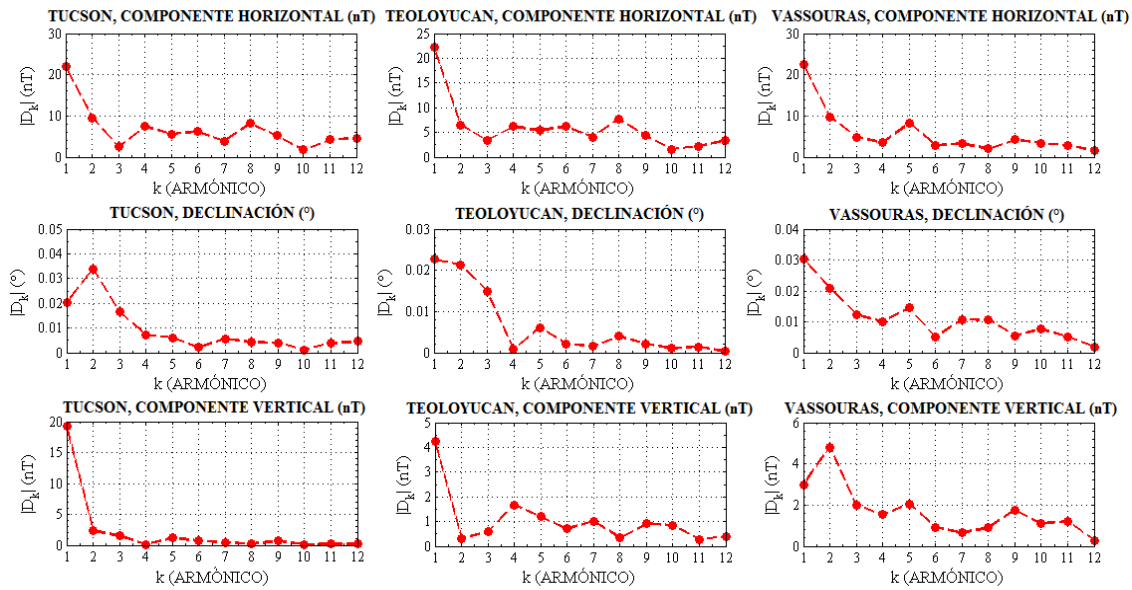 TUCSON, COMPONENTE HORIZONTAL (nT)
30
20
10
0
|D_k| (nT)
1 2 3 4 5 6 7 8 9 10 11 12
k (ARMÓNICO)
TEOLOYUCAN, COMPONENTE HORIZONTAL (nT)
25
20
15
10
5
0
|D_k| (nT)
1 2 3 4 5 6 7 8 9 10 11 12
k (ARMÓNICO)
VASSOURAS, COMPONENTE HORIZONTAL (nT)
30
20
10
0
|D_k| (nT)
1 2 3 4 5 6 7 8 9 10 11 12
k (ARMÓNICO)
TUCSON, DECLINACIÓN (°)
0.05
0.04
0.03
0.02
0.01
0
|D_k| (°)
1 2 3 4 5 6 7 8 9 10 11 12
k (ARMÓNICO)
TEOLOYUCAN, DECLINACIÓN (°)
0.03
0.02
0.01
0
|D_k| (°)
1 2 3 4 5 6 7 8 9 10 11 12
k (ARMÓNICO)
VASSOURAS, DECLINACIÓN (°)
0.04
0.03
0.02
0.01
0
|D_k| (°)
1 2 3 4 5 6 7 8 9 10 11 12
k (ARMÓNICO)
TUCSON, COMPONENTE VERTICAL (nT)
20
15
10
5
0
|D_k| (nT)
1 2 3 4 5 6 7 8 9 10 11 12
k (ARMÓNICO)
TEOLOYUCAN, COMPONENTE VERTICAL (nT)
5
4
3
2
1
0
|D_k| (nT)
1 2 3 4 5 6 7 8 9 10 11 12
k (ARMÓNICO)
VASSOURAS, COMPONENTE VERTICAL (nT)
6
4
2
0
|D_k| (nT)
1 2 3 4 5 6 7 8 9 10 11 12
k (ARMÓNICO)